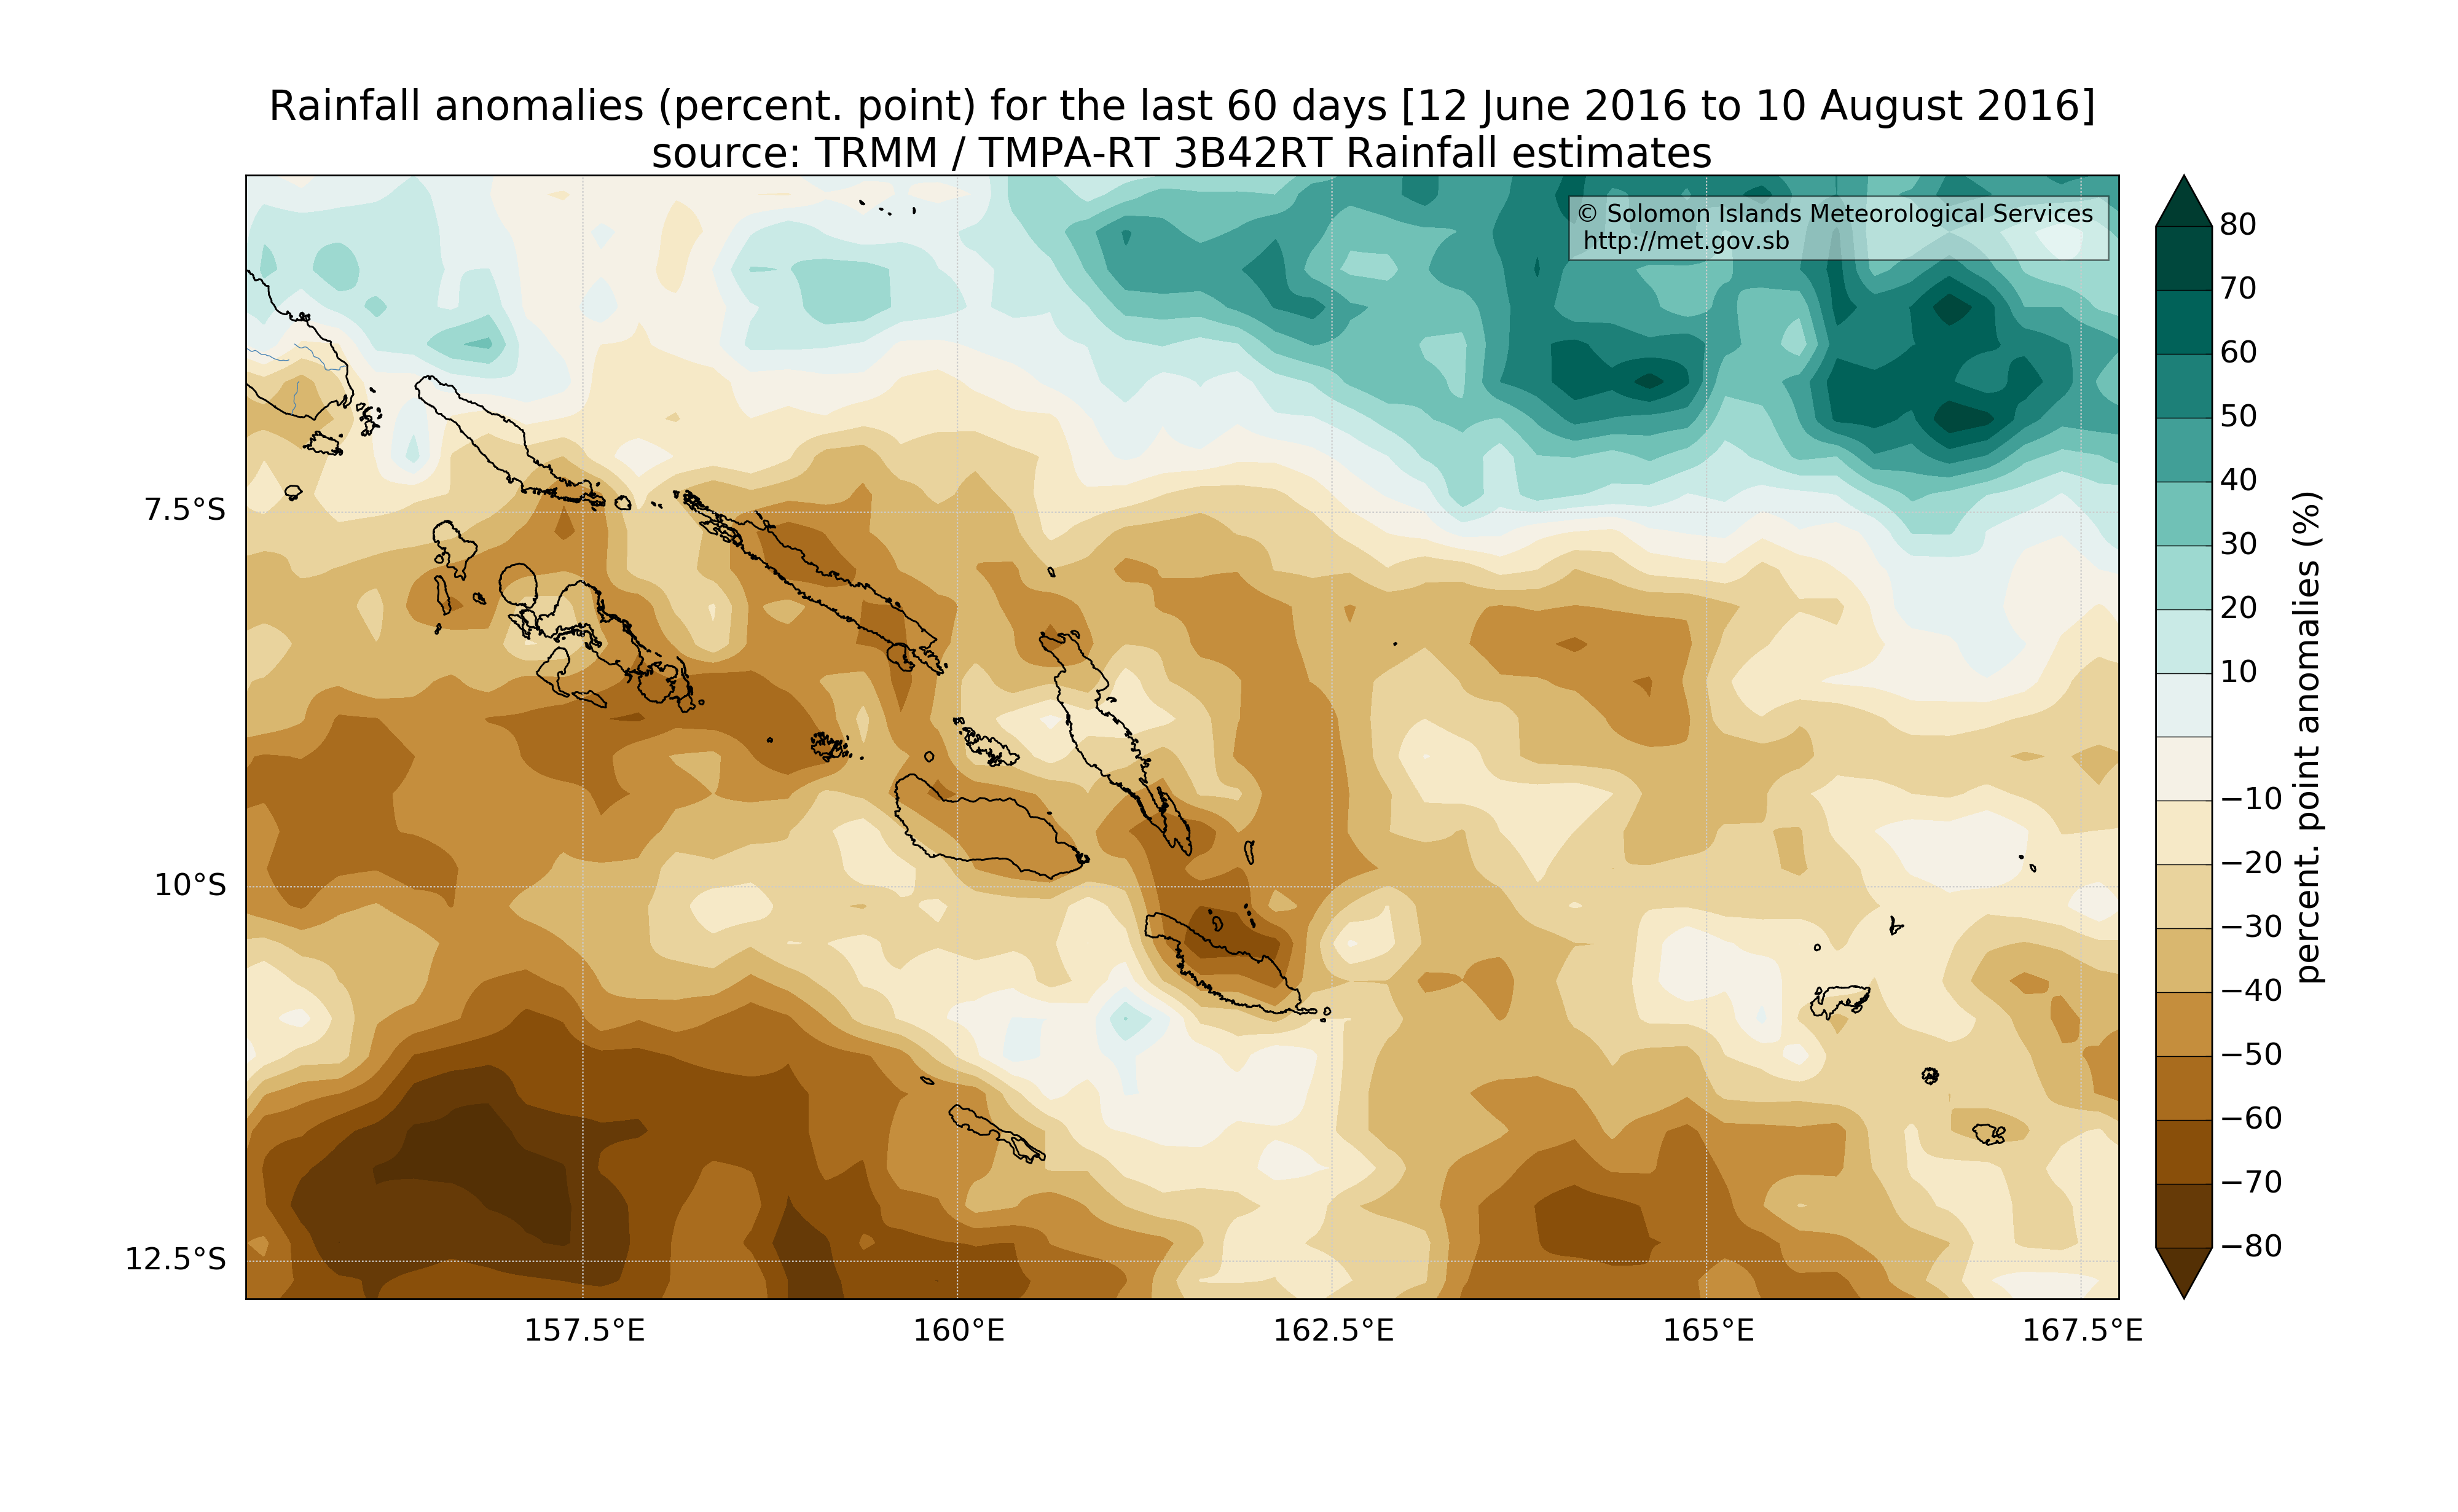 Rainfall anomalies (percent. point) for the last 60 days [12 June 2016 to 10 August 2016]
source: TRMM / TMPA-RT 3B42RT Rainfall estimates
© Solomon Islands Meteorological Services
http://met.gov.sb
7.5°S
10°S
12.5°S
157.5°E
160°E
162.5°E
165°E
167.5°E
80
70
60
50
40
30
20
10
−10
−20
−30
−40
−50
−60
−70
−80
percent. point anomalies (%)